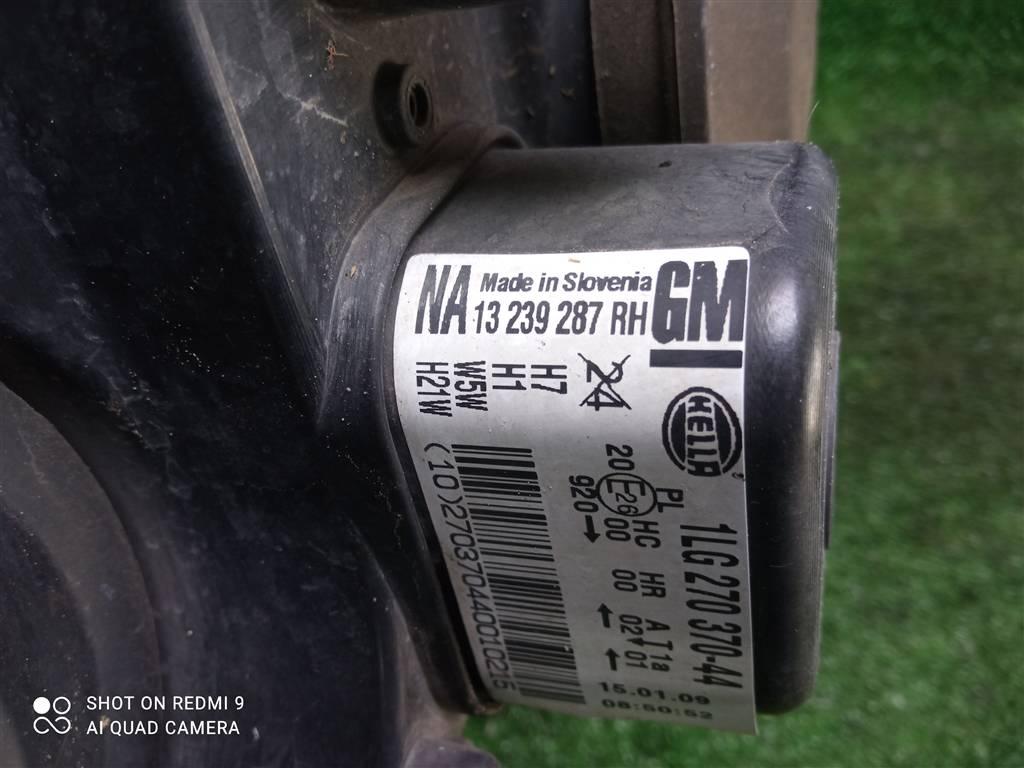 NA Made in Slovenia GM
13 239 287 RH
HELLA ®
1LG 270 370-44
24
H7
H1
W5W
H21W
PL HC HR A T1a
20 E26 00 00 02 01
920
15.01.09
08:50:52
(10)270370440010215
SHOT ON REDMI 9
AI QUAD CAMERA